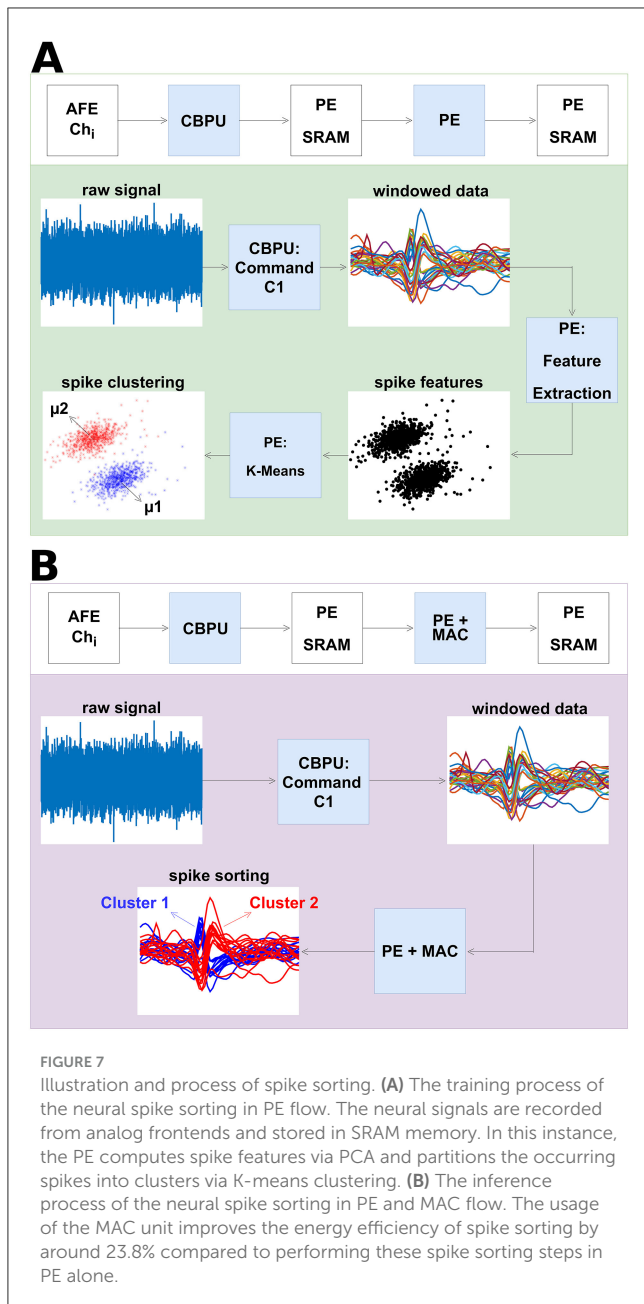 A
AFE
Ch_i
CBPU
PE
SRAM
PE
PE
SRAM
raw signal
CBPU:
Command
C1
windowed data
PE:
Feature
Extraction
spike features
PE:
K-Means
spike clustering
μ2
μ1
B
AFE
Ch_i
CBPU
PE
SRAM
PE +
MAC
PE
SRAM
raw signal
CBPU:
Command
C1
windowed data
PE + MAC
spike sorting
Cluster 1
Cluster 2
FIGURE 7
Illustration and process of spike sorting. (A) The training process of
the neural spike sorting in PE flow. The neural signals are recorded
from analog frontends and stored in SRAM memory. In this instance,
the PE computes spike features via PCA and partitions the occurring
spikes into clusters via K-means clustering. (B) The inference
process of the neural spike sorting in PE and MAC flow. The usage
of the MAC unit improves the energy efficiency of spike sorting by
around 23.8% compared to performing these spike sorting steps in
PE alone.